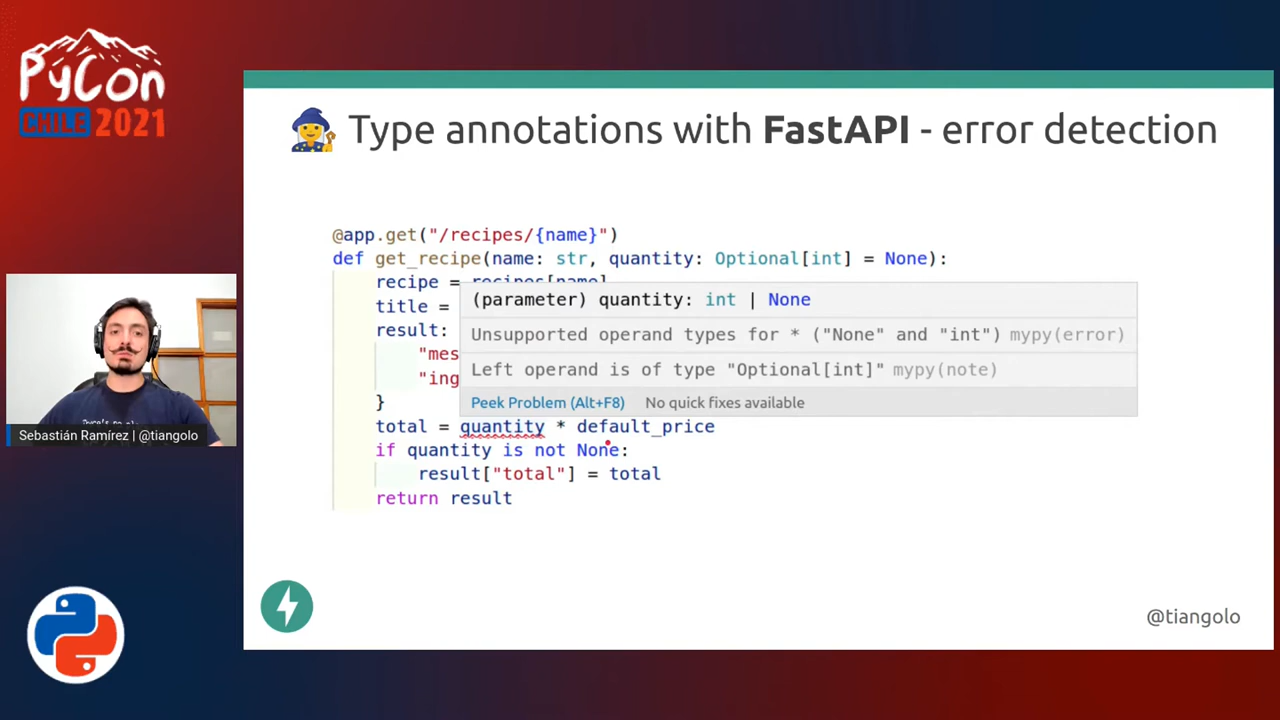 PyCon
CHILE 2021
Type annotations with FastAPI - error detection
@app.get("/recipes/{name}")
def get_recipe(name: str, quantity: Optional[int] = None):
recipe = recipes[name]
title =
(parameter) quantity: int | None
result:
Unsupported operand types for * ("None" and "int") mypy(error)
"mes
Left operand is of type "Optional[int]" mypy(note)
"ing
}
Peek Problem (Alt+F8) No quick fixes available
total = quantity * default_price
if quantity is not None:
result["total"] = total
return result
Sebastián Ramírez | @tiangolo
@tiangolo